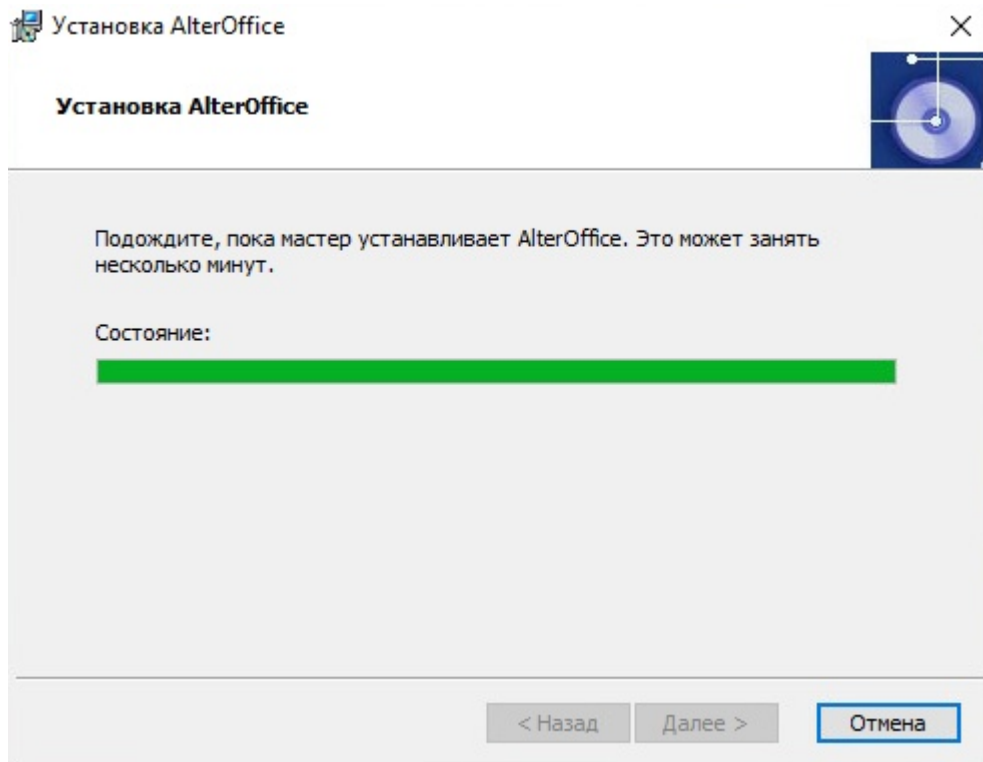 Установка AlterOffice
Установка AlterOffice
Подождите, пока мастер устанавливает AlterOffice. Это может занять
несколько минут.
Состояние:
< Назад
Далее >
Отмена